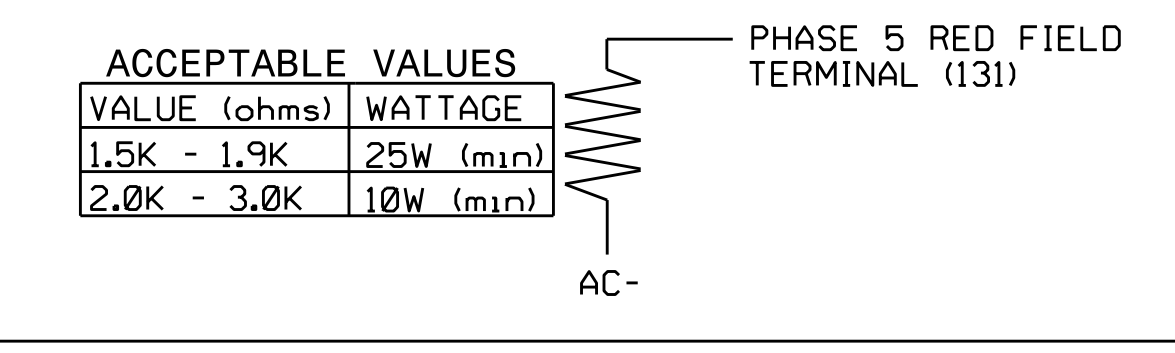 PHASE 5 RED FIELD
TERMINAL (131)
ACCEPTABLE VALUES
VALUE (ohms) WATTAGE
1.5K - 1.9K 25W (min)
2.0K - 3.0K 10W (min)
AC-